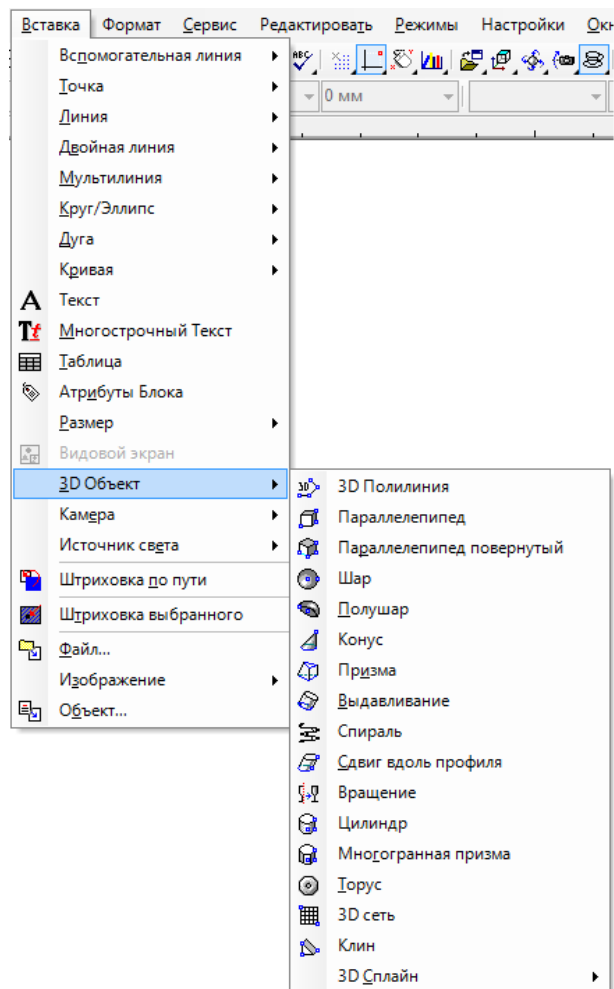 Вставка Формат Сервис Редактировать Режимы Настройки Окн
Вспомогательная линия
Точка
0 мм
Линия
Двойная линия
Мультилиния
Круг/Эллипс
Дуга
Кривая
Текст
Многострочный Текст
Таблица
Атрибуты Блока
Размер
Видовой экран
3D Объект
Камера
Источник света
Штриховка по пути
Штриховка выбранного
Файл...
Изображение
Объект...
3D Полилиния
Параллелепипед
Параллелепипед повернутый
Шар
Полушар
Конус
Призма
Выдавливание
Спираль
Сдвиг вдоль профиля
Вращение
Цилиндр
Многогранная призма
Торус
3D сеть
Клин
3D Сплайн